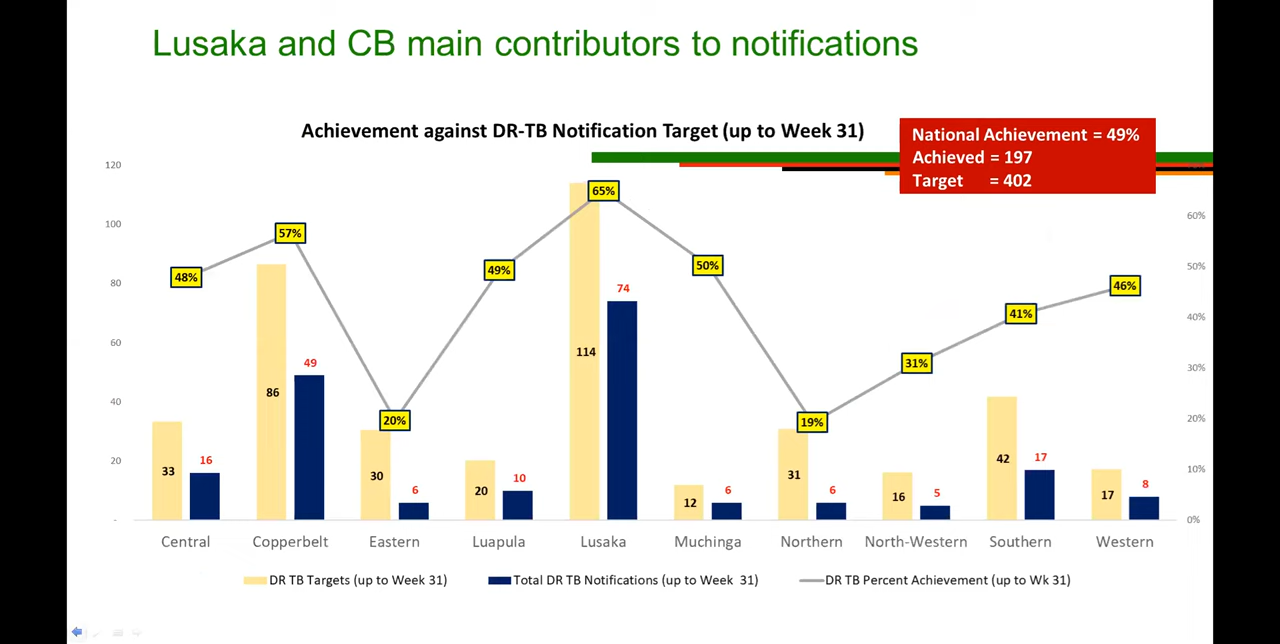 Lusaka and CB main contributors to notifications
Achievement against DR-TB Notification Target (up to Week 31)
National Achievement = 49%
Achieved = 197
Target = 402
120
100
80
60
40
20
-
60%
50%
40%
30%
20%
10%
0%
48%
57%
20%
49%
65%
50%
19%
31%
41%
46%
33
16
86
49
30
6
20
10
114
74
12
6
31
6
16
5
42
17
17
8
Central
Copperbelt
Eastern
Luapula
Lusaka
Muchinga
Northern
North-Western
Southern
Western
DR TB Targets (up to Week 31)
Total DR TB Notifications (up to Week 31)
DR TB Percent Achievement (up to Wk 31)